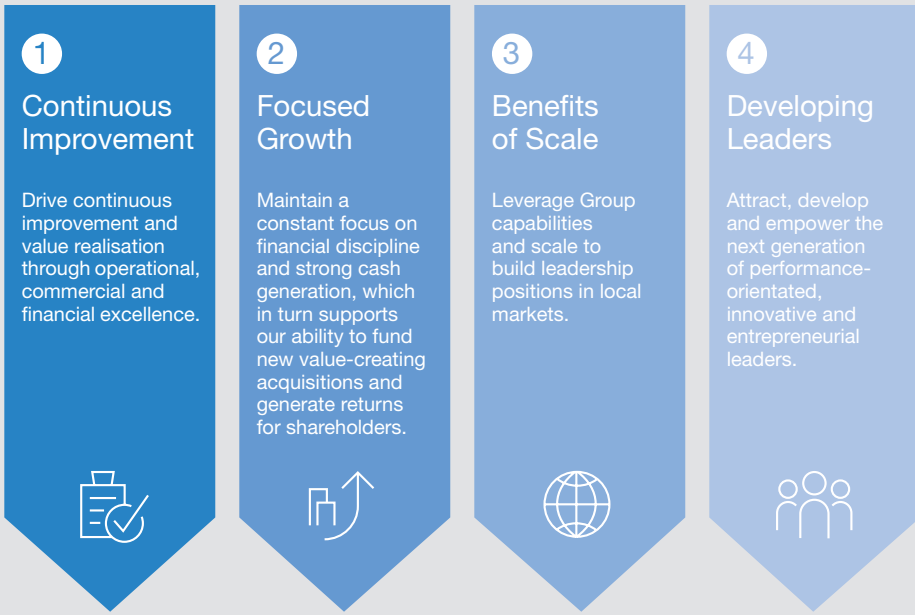 1
Continuous
Improvement
Drive continuous
improvement and
value realisation
through operational,
commercial and
financial excellence.
2
Focused
Growth
Maintain a
constant focus on
financial discipline
and strong cash
generation, which
in turn supports
our ability to fund
new value-creating
acquisitions and
generate returns
for shareholders.
3
Benefits
of Scale
Leverage Group
capabilities
and scale to
build leadership
positions in local
markets.
4
Developing
Leaders
Attract, develop
and empower the
next generation
of performance-
orientated,
innovative and
entrepreneurial
leaders.